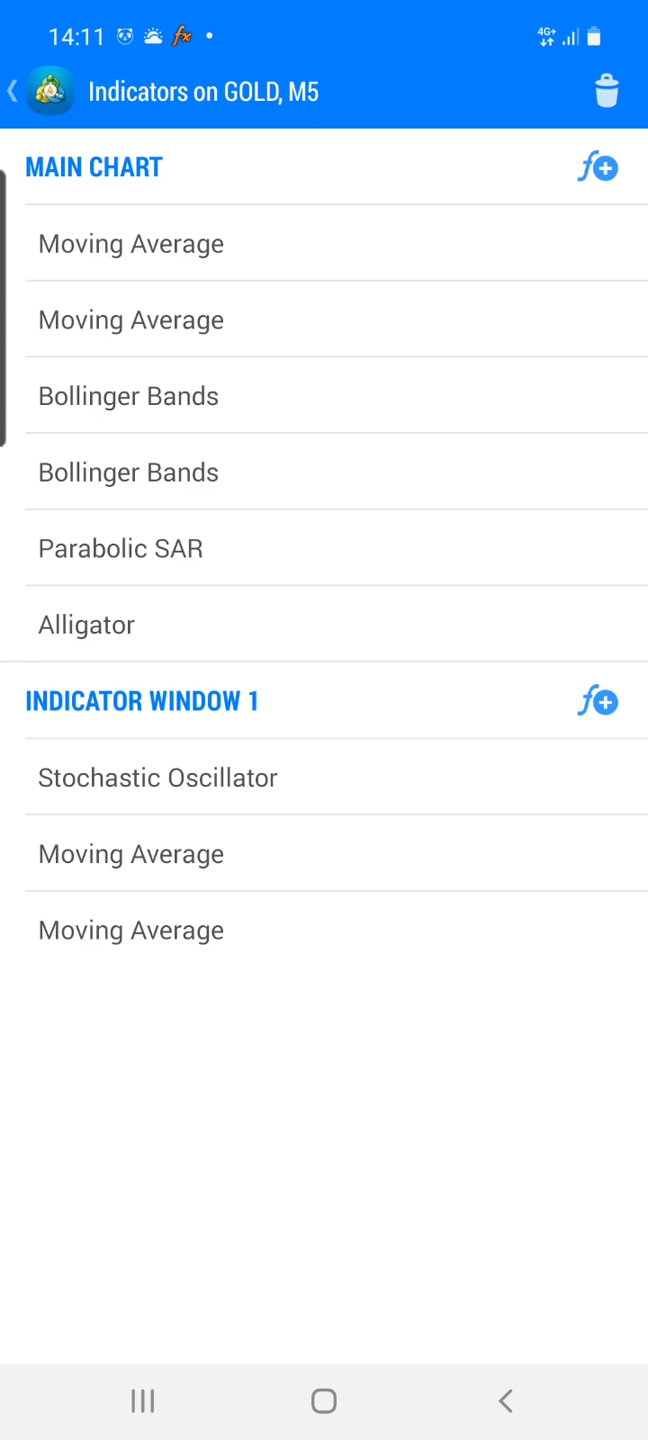 14:11
4G+
Indicators on GOLD, M5
MAIN CHART
Moving Average
Moving Average
Bollinger Bands
Bollinger Bands
Parabolic SAR
Alligator
INDICATOR WINDOW 1
Stochastic Oscillator
Moving Average
Moving Average